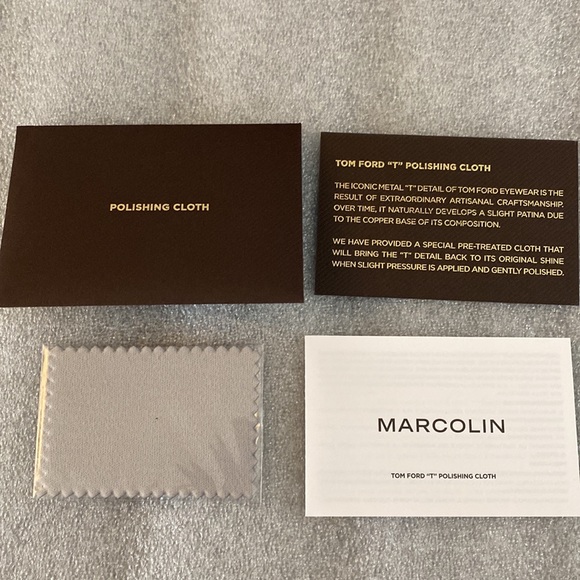 POLISHING CLOTH
TOM FORD "T" POLISHING CLOTH
THE ICONIC METAL "T" DETAIL OF TOM FORD EYEWEAR IS THE
RESULT OF EXTRAORDINARY ARTISANAL CRAFTSMANSHIP.
OVER TIME, IT NATURALLY DEVELOPS A SLIGHT PATINA DUE
TO THE COPPER BASE OF ITS COMPOSITION.
WE HAVE PROVIDED A SPECIAL PRE-TREATED CLOTH THAT
WILL BRING THE "T" DETAIL BACK TO ITS ORIGINAL SHINE
WHEN SLIGHT PRESSURE IS APPLIED AND GENTLY POLISHED.
MARCOLIN
TOM FORD "T" POLISHING CLOTH